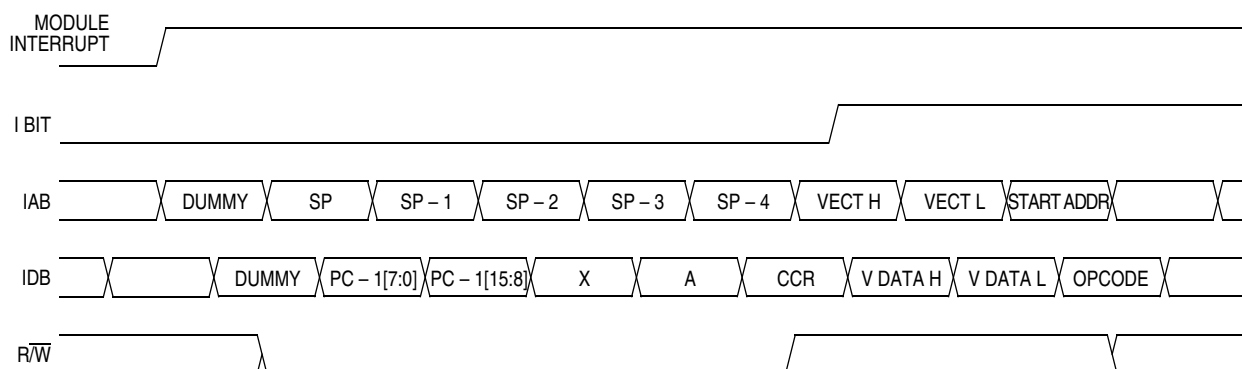 MODULE
INTERRUPT
I BIT
IAB DUMMY SP SP – 1 SP – 2 SP – 3 SP – 4 VECT H VECT L START ADDR
IDB DUMMY PC – 1[7:0] PC – 1[15:8] X A CCR V DATA H V DATA L OPCODE
R/W